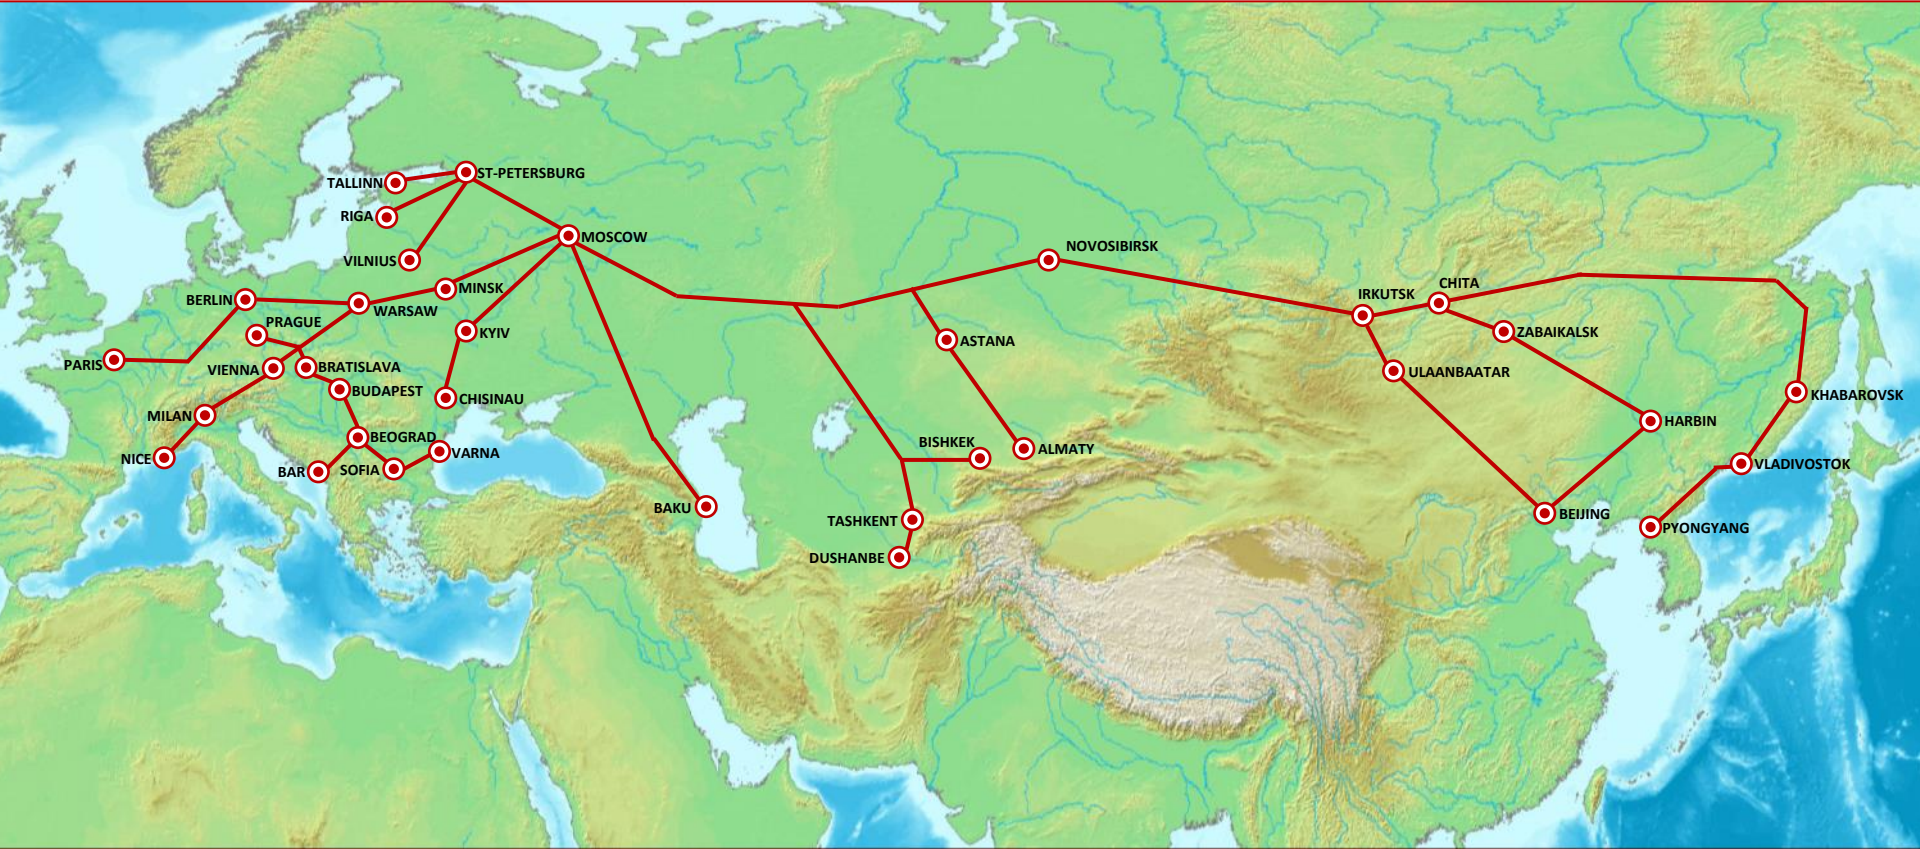 ST-PETERSBURG
TALLINN
RIGA
MOSCOW
NOVOSIBIRSK
VILNIUS
CHITA
MINSK
IRKUTSK
BERLIN
WARSAW
PRAGUE
KYIV
ZABAIKALSK
ASTANA
PARIS
VIENNA
BRATISLAVA
ULAANBAATAR
BUDAPEST
KHABAROVSK
CHISINAU
MILAN
HARBIN
BEOGRAD
BISHKEK
ALMATY
VARNA
NICE
VLADIVOSTOK
BAR
SOFIA
BAKU
BEIJING
TASHKENT
PYONGYANG
DUSHANBE